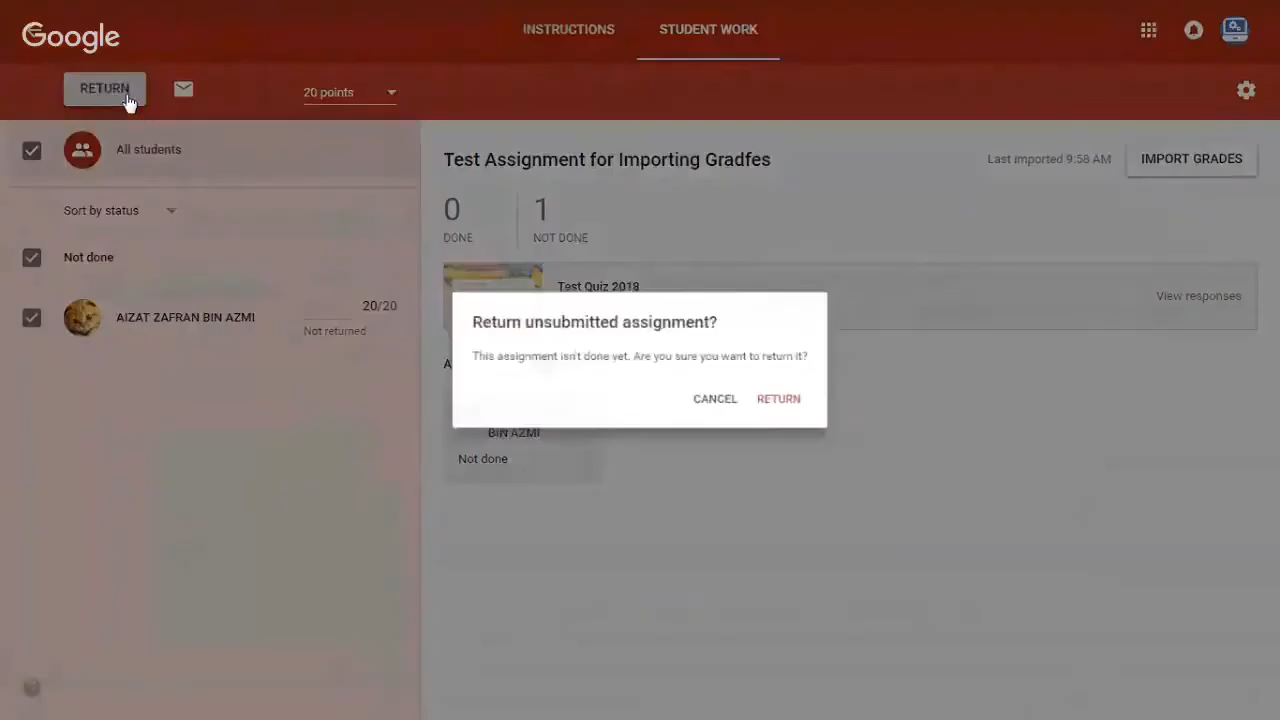 Google
INSTRUCTIONS
STUDENT WORK
RETURN
20 points
All students
Sort by status
Not done
AIZAT ZAFRAN BIN AZMI
20/20
Not returned
Test Assignment for Importing Gradfes
Last imported 9:58 AM
IMPORT GRADES
0
DONE
1
NOT DONE
Test Quiz 2018
View responses
Return unsubmitted assignment?
This assignment isn't done yet. Are you sure you want to return it?
CANCEL
RETURN
BIN AZMI
Not done